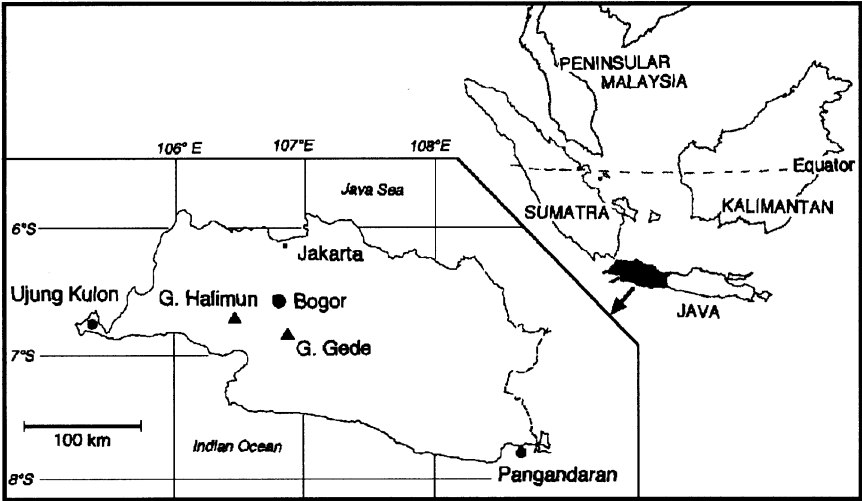 PENINSULAR
MALAYSIA
106° E
107° E
108° E
Equator
Java Sea
SUMATRA
KALIMANTAN
6°S
Jakarta
Ujung Kulon
G. Halimun
Bogor
JAVA
G. Gede
7°S
100 km
Indian Ocean
Pangandaran
8°S